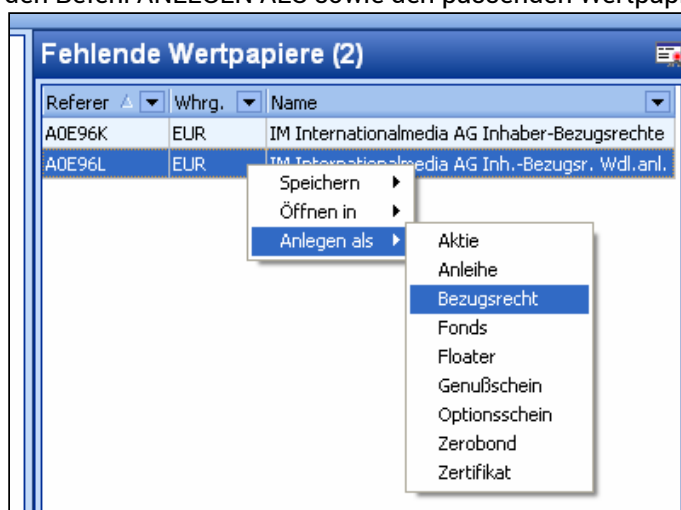 den Befehl ANLEGEN ALS sowie den passenden Wertpap
Fehlende Wertpapiere (2)
Referer Whrg. Name
A0E96K EUR IM Internationalmedia AG Inhaber-Bezugsrechte
A0E96L EUR IM Internationalmedia AG Inh.-Bezugsr. Wdl.anl.
Speichern
Öffnen in
Anlegen als
Aktie
Anleihe
Bezugsrecht
Fonds
Floater
Genußschein
Optionsschein
Zerobond
Zertifikat